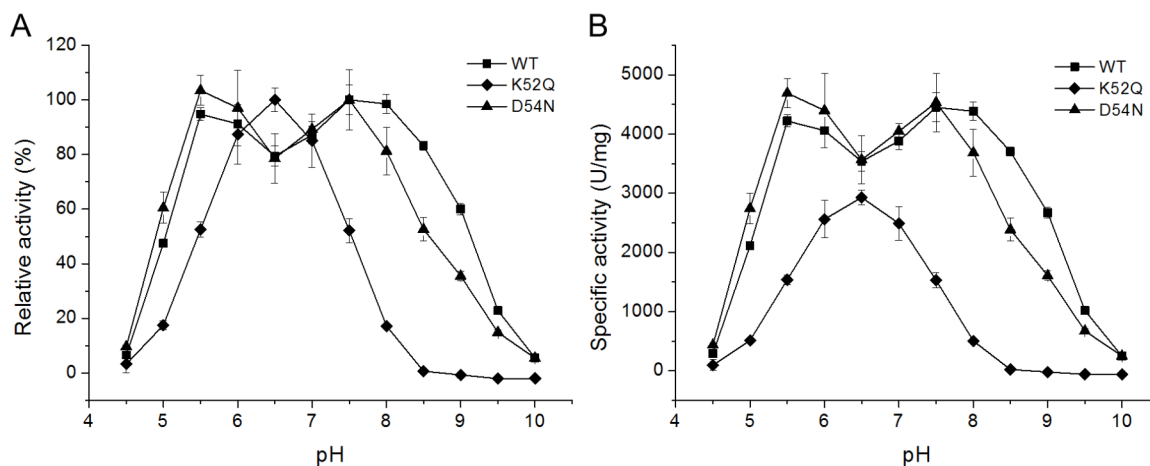 A
Relative activity (%)
120
100
80
60
40
20
0
4 5 6 7 8 9 10
pH
WT
K52Q
D54N
B
Specific activity (U/mg)
5000
4000
3000
2000
1000
0
4 5 6 7 8 9 10
pH
WT
K52Q
D54N